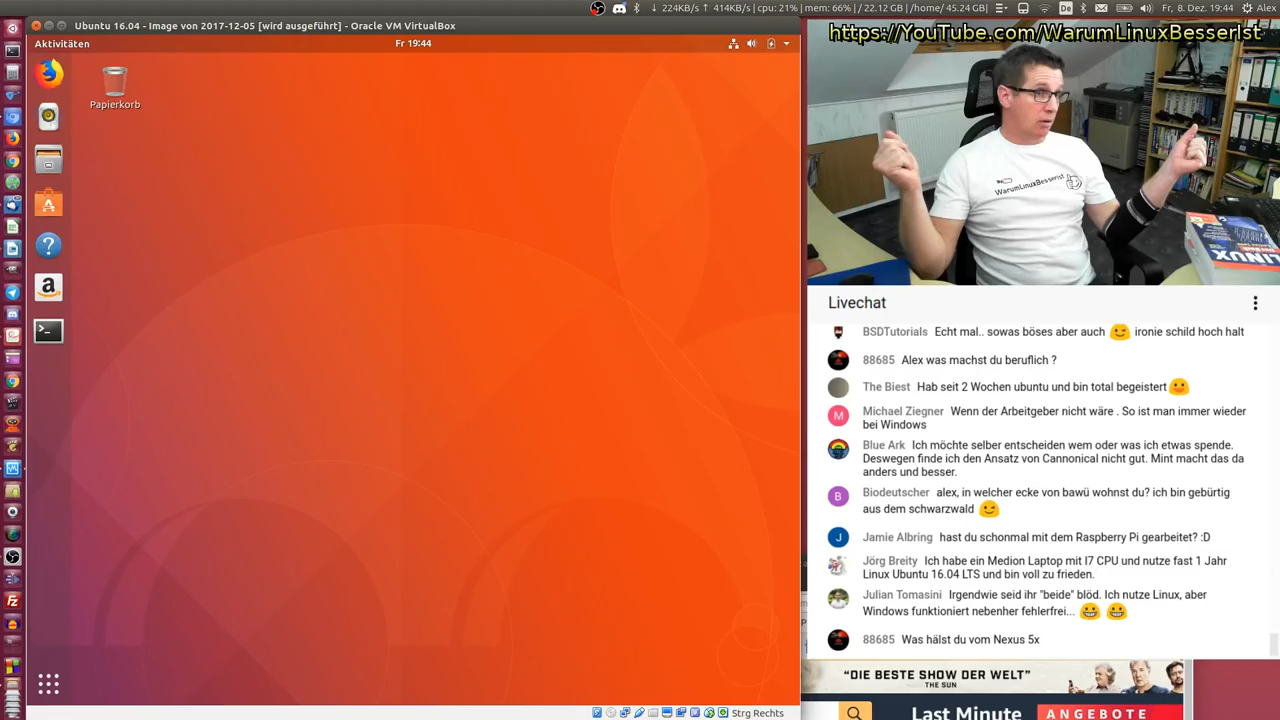 224KB/s
414KB/s
cpu: 21%
mem: 66%
22.12 GB
/home/
45.24 GB
De
Fr, 8. Dez, 19:44
Alex
Ubuntu 16.04 - Image von 2017-12-05 [wird ausgeführt] - Oracle VM VirtualBox
Aktivitäten
Fr 19:44
https://YouTube.com/WarumLinuxBesserIst
Papierkorb
WarumLinuxBesserIst
LINUX
Livechat
BSDTutorials Echt mal.. sowas böses aber auch 😉 ironie schild hoch halt
88685 Alex was machst du beruflich ?
The Biest Hab seit 2 Wochen ubuntu und bin total begeistert 😛
M
Michael Ziegner Wenn der Arbeitgeber nicht wäre . So ist man immer wieder
bei Windows
Blue Ark Ich möchte selber entscheiden wem oder was ich etwas spende.
Deswegen finde ich den Ansatz von Cannonical nicht gut. Mint macht das da
anders und besser.
B
Biodeutscher alex, in welcher ecke von bawü wohnst du? ich bin gebürtig
aus dem schwarzwald 😉
J
Jamie Albring hast du schonmal mit dem Raspberry Pi gearbeitet? :D
Jörg Breity Ich habe ein Medion Laptop mit I7 CPU und nutze fast 1 Jahr
Linux Ubuntu 16.04 LTS und bin voll zu frieden.
Julian Tomasini Irgendwie seid ihr "beide" blöd. Ich nutze Linux, aber
Windows funktioniert nebenher fehlerfrei... 😀 😀
88685 Was hälst du vom Nexus 5x
"DIE BESTE SHOW DER WELT"
THE SUN
Last Minute
ANGEBOTE
Strg Rechts